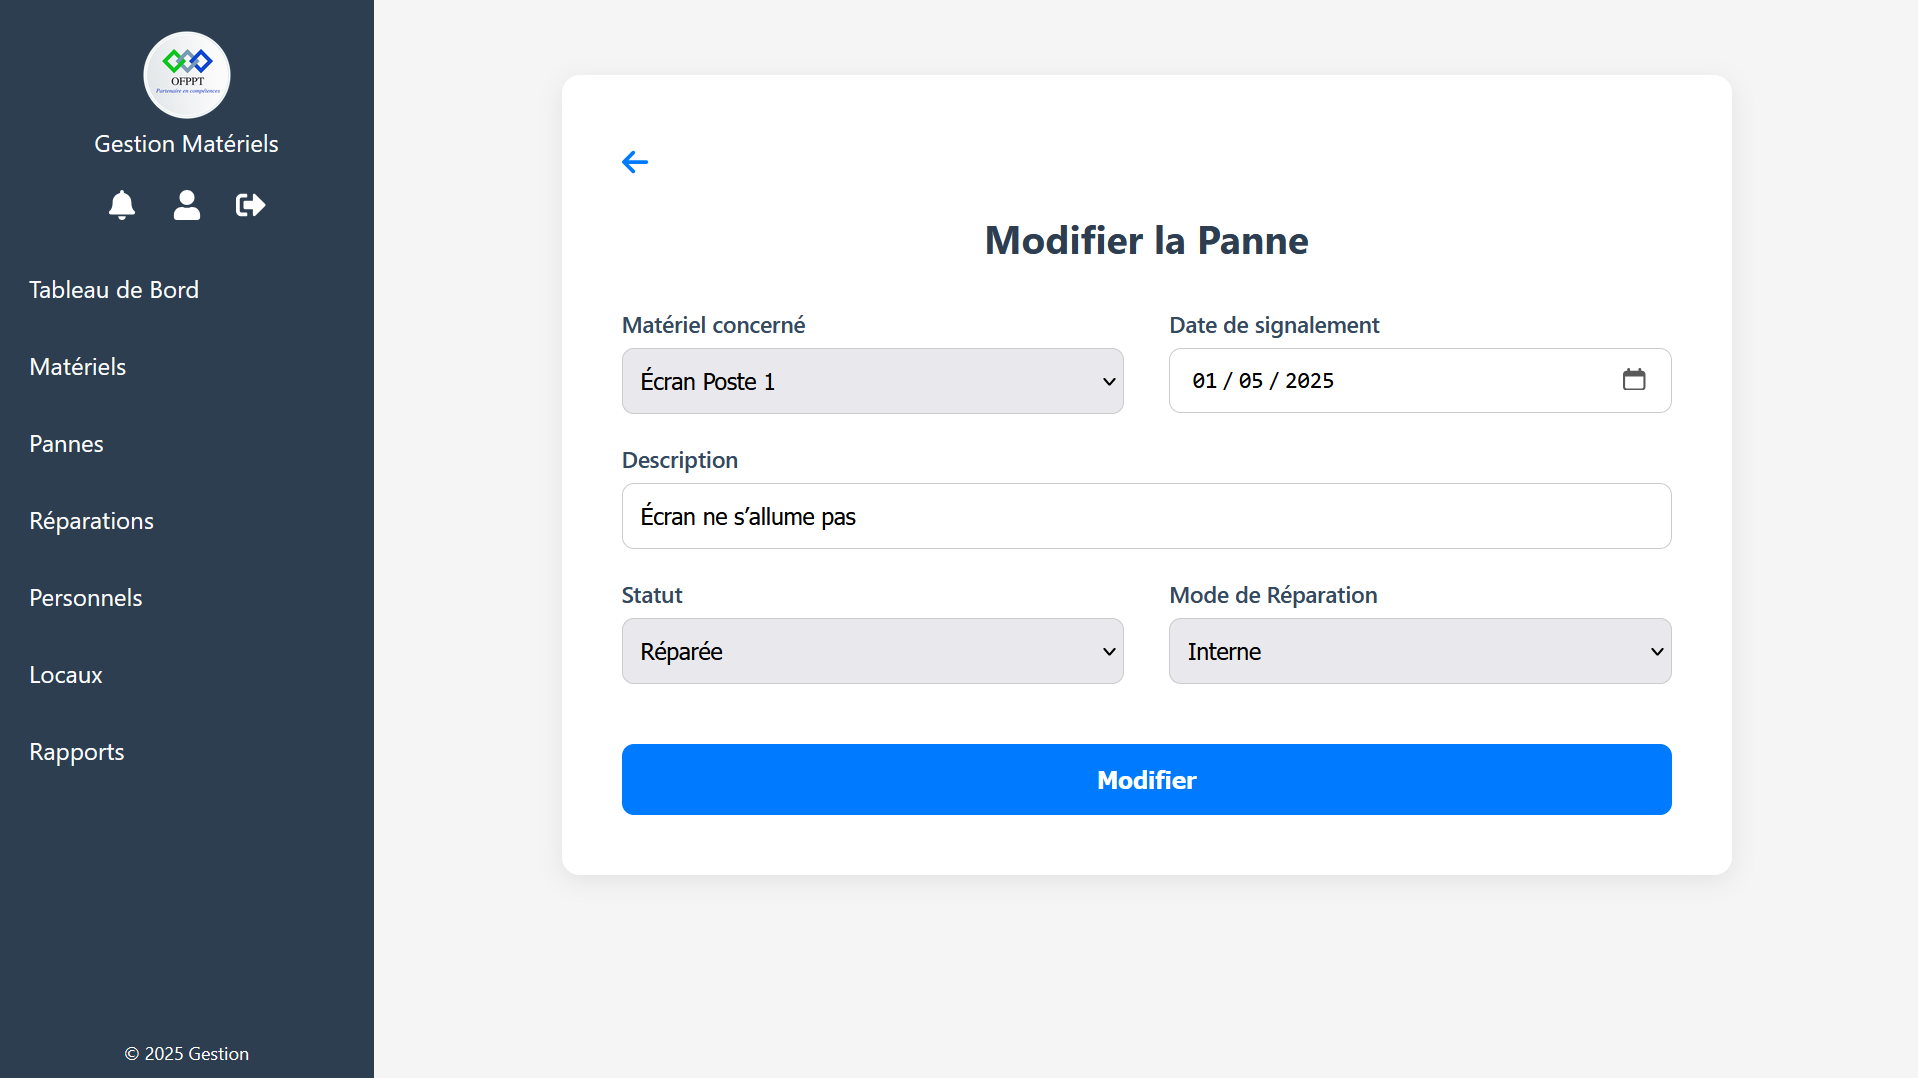 OFPPT
Partenaire en compétences
Gestion Matériels
Tableau de Bord
Matériels
Pannes
Réparations
Personnels
Locaux
Rapports
© 2025 Gestion
Modifier la Panne
Matériel concerné
Date de signalement
Écran Poste 1
01 / 05 / 2025
Description
Écran ne s’allume pas
Statut
Mode de Réparation
Réparée
Interne
Modifier